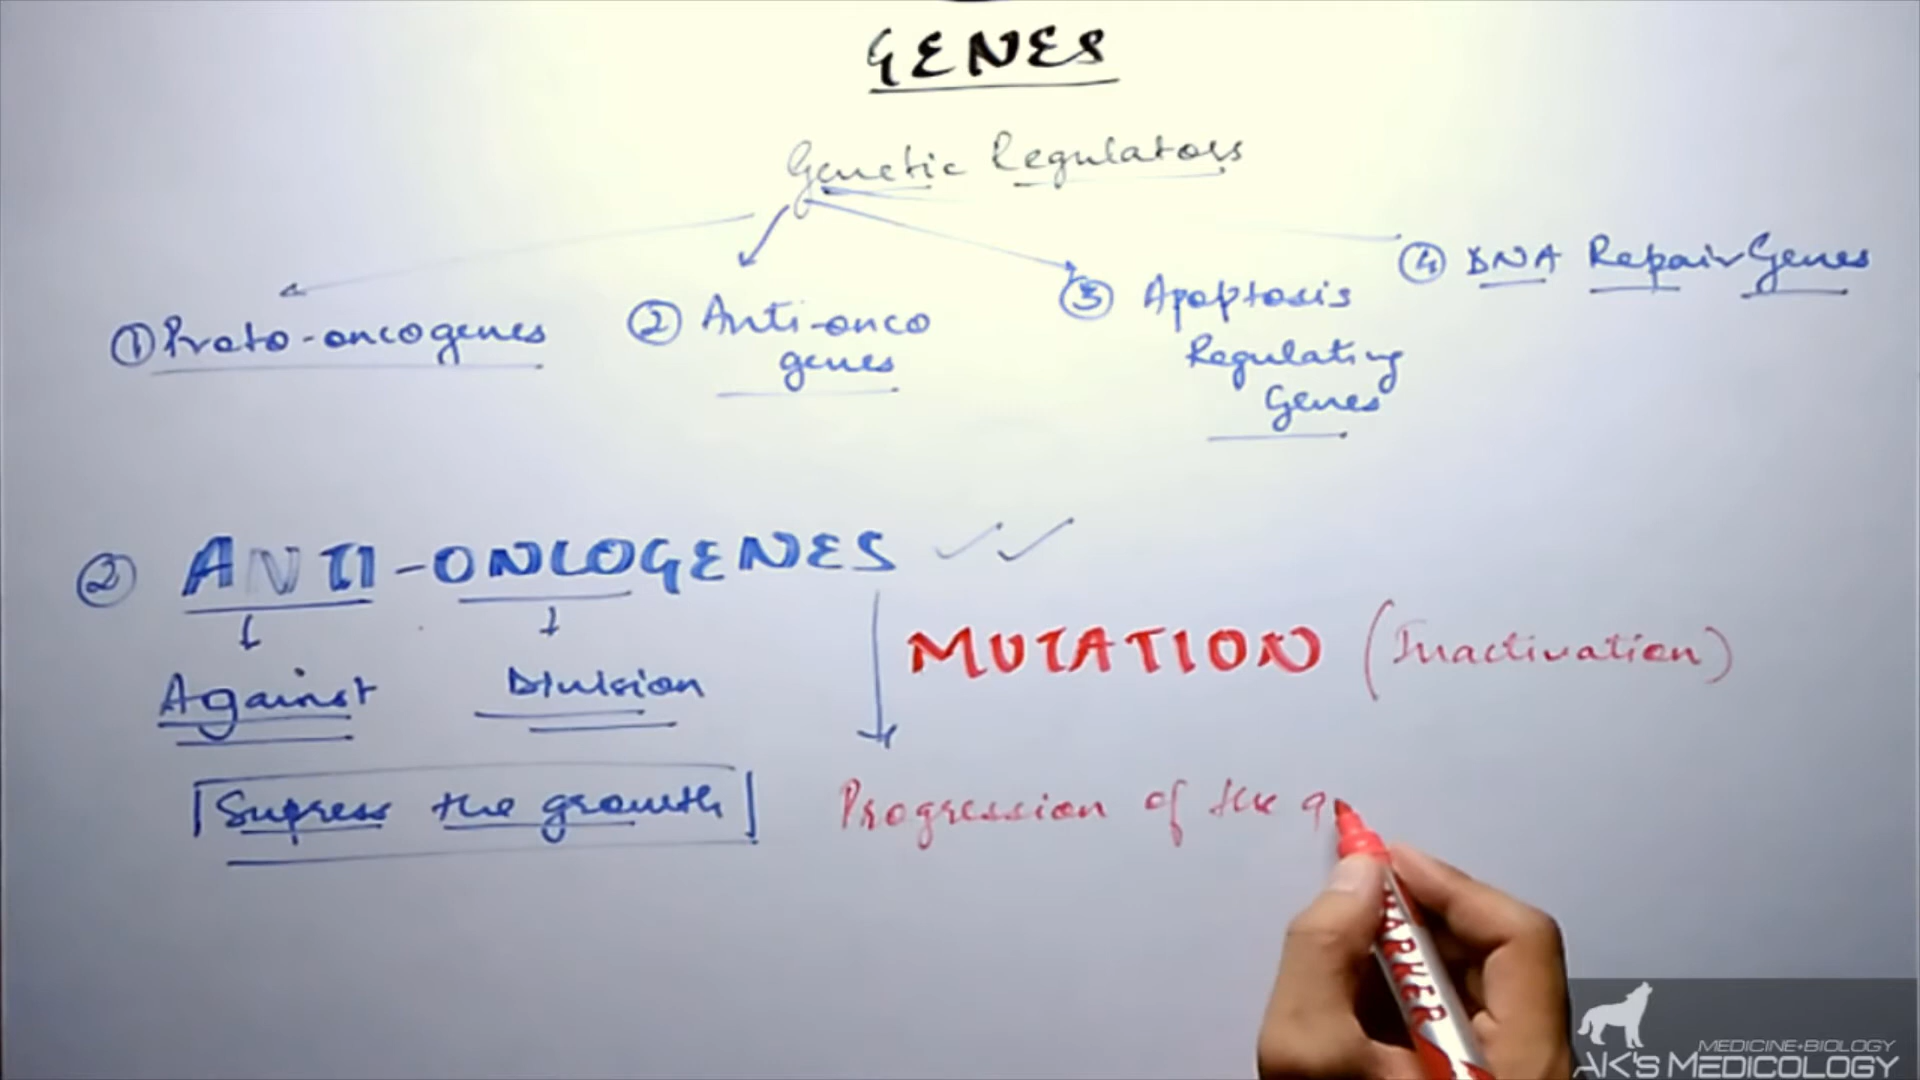 GENES
Genetic Regulators
① Proto-oncogenes
② Anti-onco
genes
③ Apoptosis
Regulating
Genes
④ DNA Repair Genes
② ANTI-ONCOGENES
Against
Division
Supress the growth
MUTATION (Inactivation)
Progression of the g
MARKER
MEDICINE+BIOLOGY
AK'S MEDICOLOGY